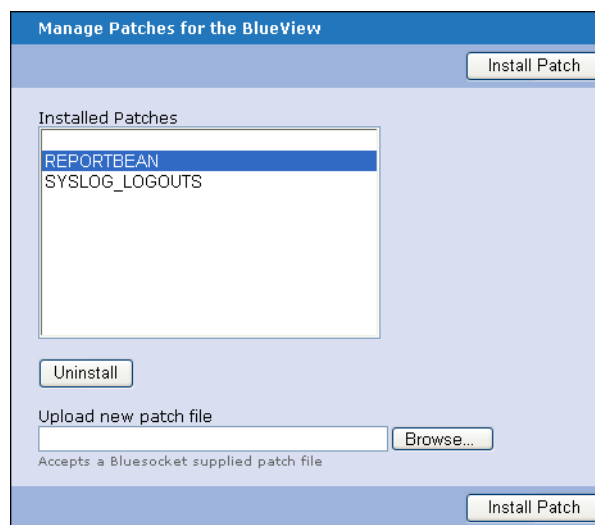 Manage Patches for the BlueView
Install Patch
Installed Patches
REPORTBEAN
SYSLOG_LOGOUTS
Uninstall
Upload new patch file
Browse...
Accepts a Bluesocket supplied patch file
Install Patch